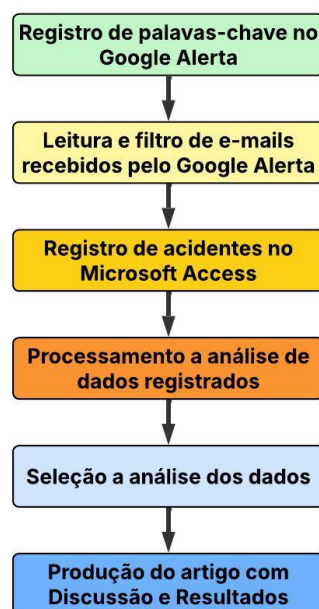 Registro de palavas-chave no
Google Alerta
Leitura e filtro de e-mails
recebidos pelo Google Alerta
Registro de acidentes no
Microsoft Access
Processamento a análise de
dados registrados
Seleção a análise dos dados
Produção do artigo com
Discussão e Resultados